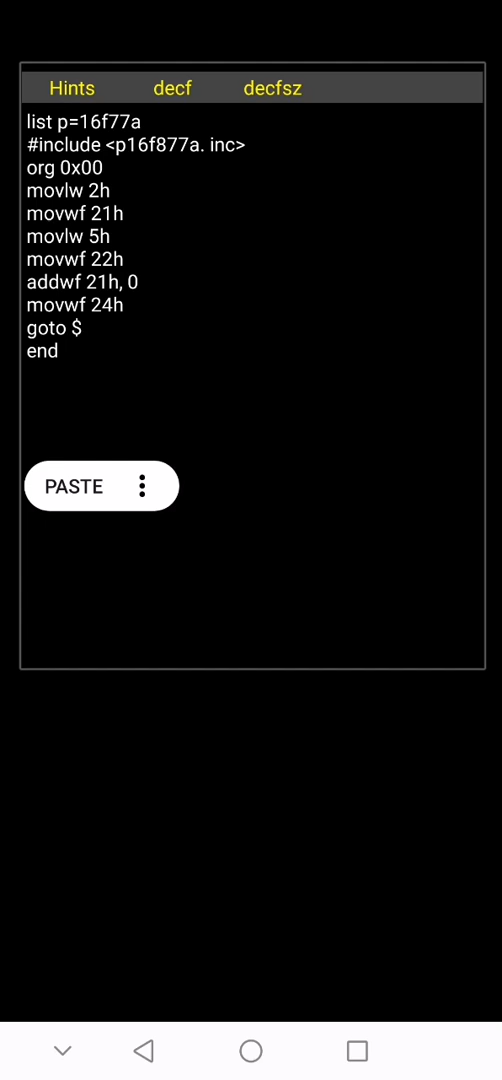 Hints decf decfsz
list p=16f77a
#include <p16f877a. inc>
org 0x00
movlw 2h
movwf 21h
movlw 5h
movwf 22h
addwf 21h, 0
movwf 24h
goto $
end
PASTE